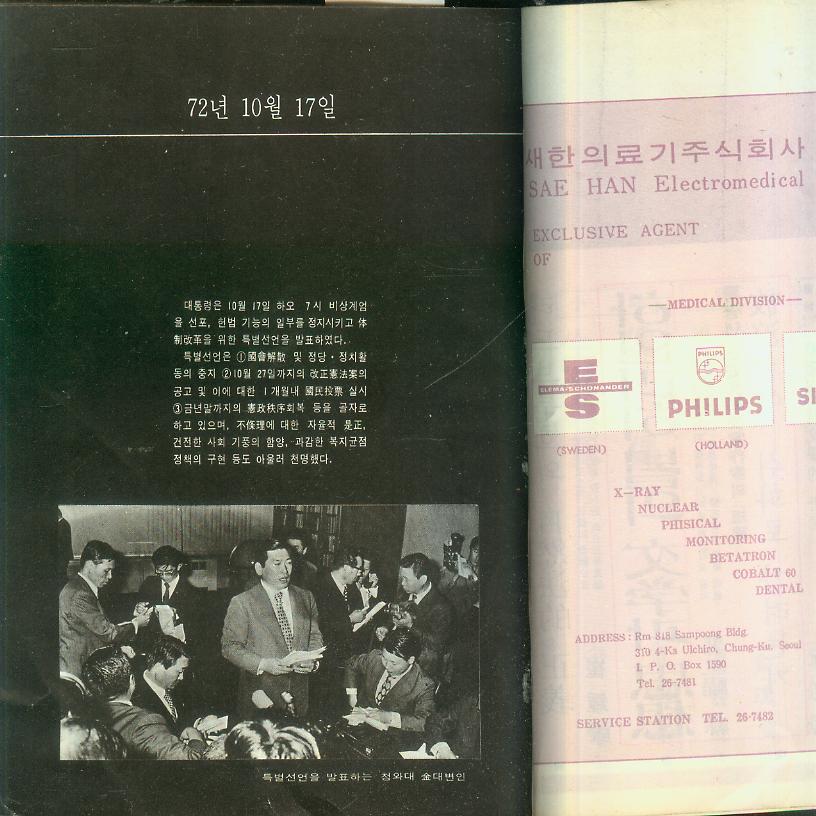 72년 10월 17일
대통령은 10월 17일 하오 7시 비상계엄
을 선포, 헌법 기능의 일부를 정지시키고 体
制改革을 위한 특별선언을 발표하였다.
특별선언은 ①國會解散 및 정당·정치활
동의 중지 ②10월 27일까지의 改正憲法案의
공고 및 이에 대한 1개월내 國民投票 실시
③금년말까지의 憲政秩序회복 등을 골자로
하고 있으며, 不條理에 대한 자율적 是正,
건전한 사회 기풍의 함양, 과감한 복지균점
정책의 구현 등도 아울러 천명했다.
특별선언을 발표하는 청와대 金대변인
새한의료기주식회사
SAE HAN Electromedical
EXCLUSIVE AGENT
OF
—MEDICAL DIVISION—
E
ELEMA-SCHÖNANDER
S
PHILIPS
PHILIPS
SI
(SWEDEN)
(HOLLAND)
X—RAY
NUCLEAR
PHISICAL
MONITORING
BETATRON
COBALT 60
DENTAL
ADDRESS : Rm 818 Sampoong Bldg.
310 4-Ka Ulchiro, Chung-Ku. Seoul
I. P. O. Box 1590
Tel. 26-7481
SERVICE STATION TEL. 26-7482